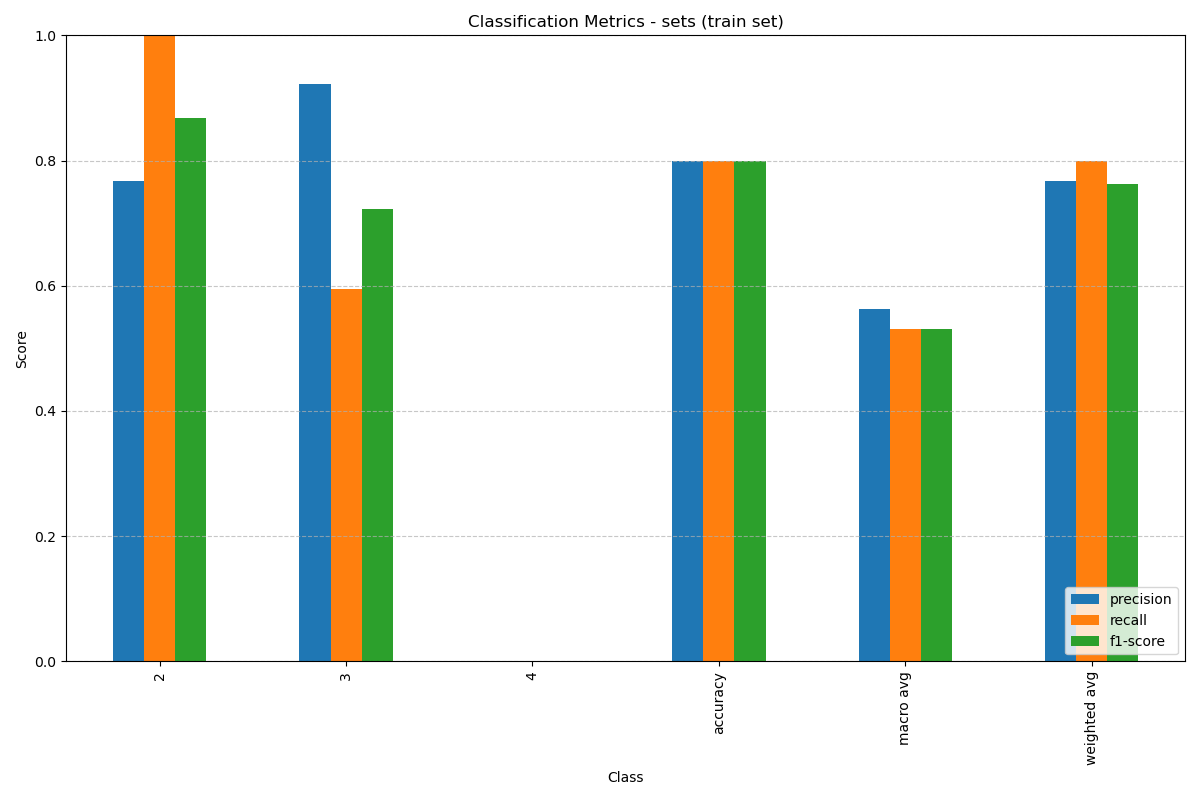 Classification Metrics - sets (train set)
1.0
0.8
0.6
0.4
0.2
0.0
Score
2
3
4
accuracy
macro avg
weighted avg
Class
precision
recall
f1-score